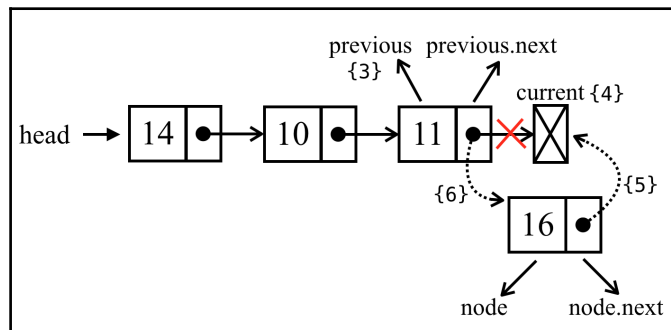 previous previous.next
{3}
current {4}
head 14 10 11
{6} {5}
16
node node.next